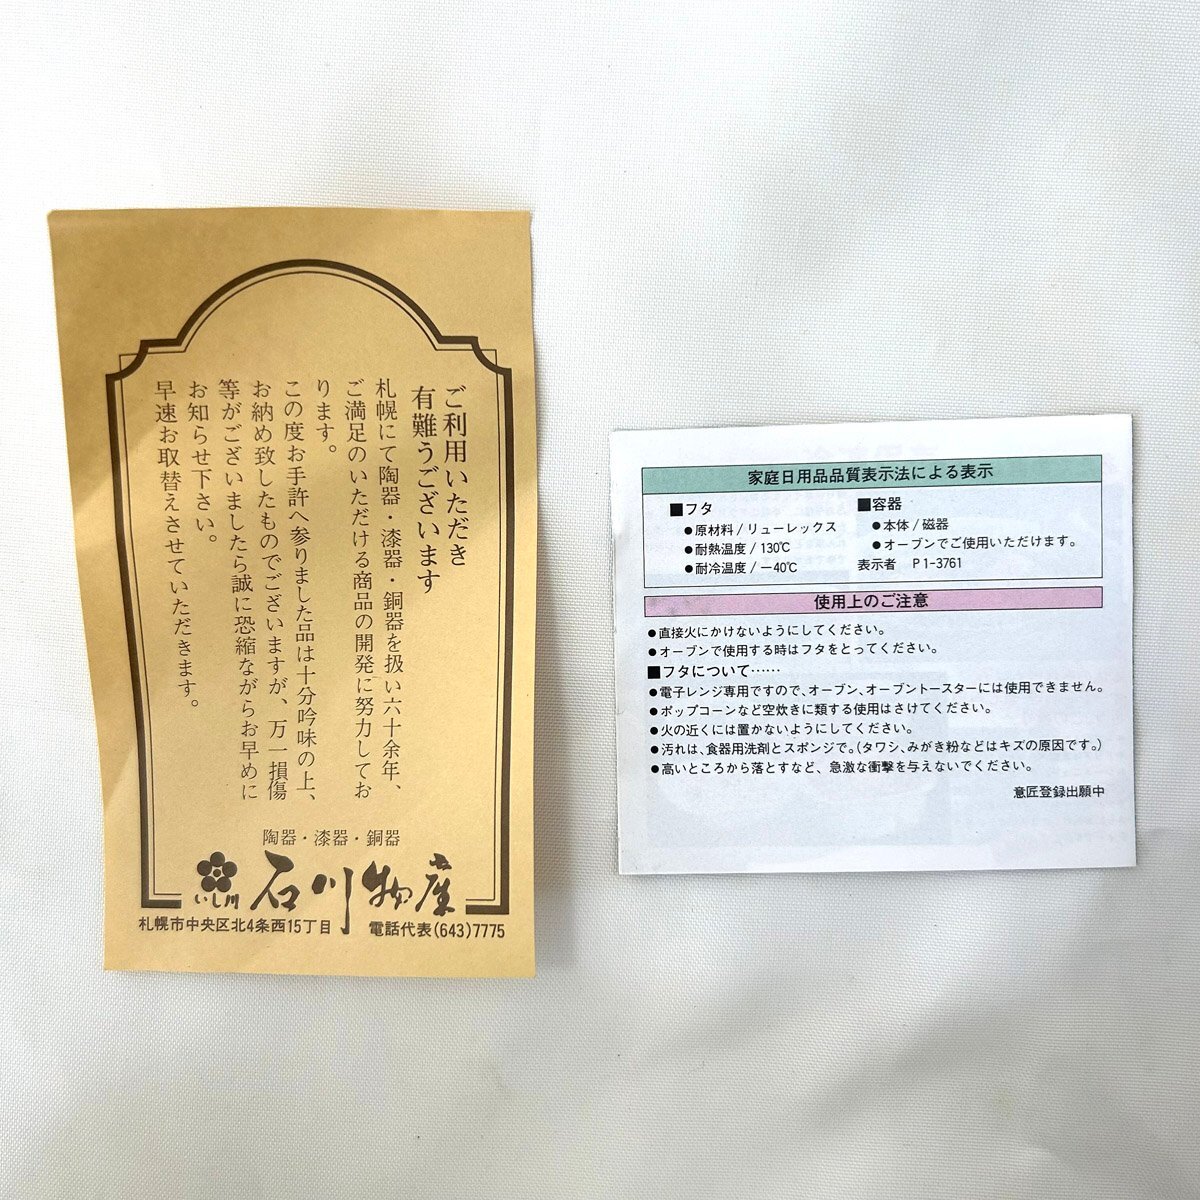 ご利用いただき
有難うございます
札幌にて陶器・漆器・銅器を扱い六十余年、
ご満足のいただける商品の開発に努力してお
ります。
この度お手許へ参りました品は十分吟味の上、
お納め致したものでございますが、万一損傷
等がございましたら誠に恐縮ながらお早めに
お知らせ下さい。
早速お取替えさせていただきます。
陶器・漆器・銅器
いし川 石川物産
札幌市中央区北4条西15丁目 電話代表(643)7775
家庭日用品品質表示法による表示
■フタ
●原材料/リューレックス
●耐熱温度/130℃
●耐冷温度/−40℃
■容器
●本体/磁器
●オーブンでご使用いただけます。
表示者 P1-3761
使用上のご注意
●直接火にかけないようにしてください。
●オーブンで使用する時はフタをとってください。
■フタについて……
●電子レンジ専用ですので、オーブン、オーブントースターには使用できません。
●ポップコーンなど空炊きに類する使用はさけてください。
●火の近くには置かないようにしてください。
●汚れは、食器用洗剤とスポンジで。(タワシ、みがき粉などはキズの原因です。)
●高いところから落とすなど、急激な衝撃を与えないでください。
意匠登録出願中